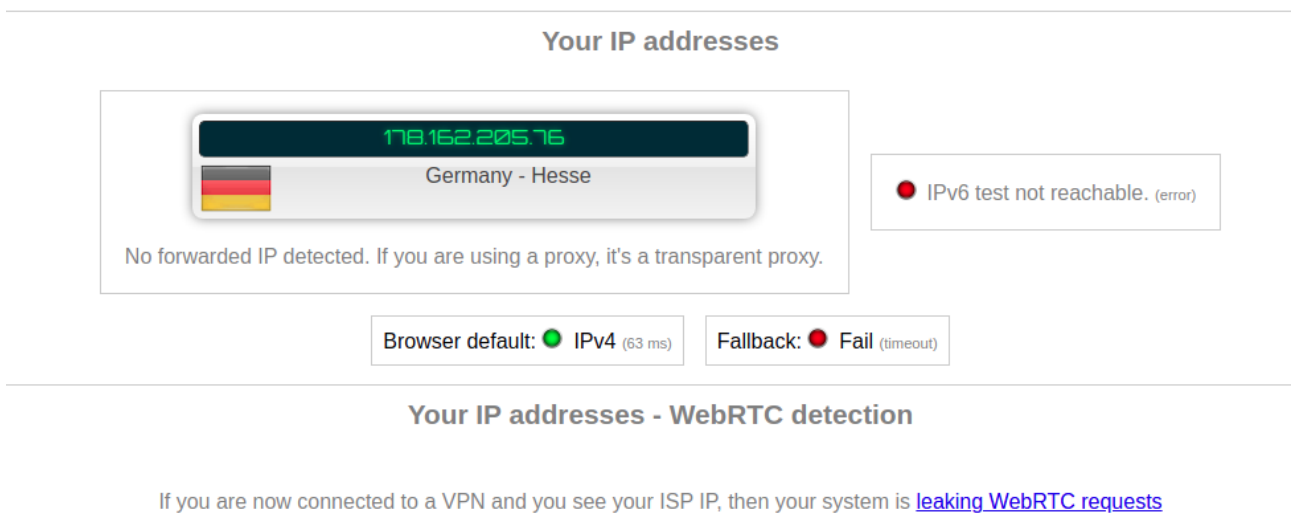 Your IP addresses
178.162.205.76
Germany - Hesse
IPv6 test not reachable. (error)
No forwarded IP detected. If you are using a proxy, it's a transparent proxy.
Browser default: IPv4 (63 ms)
Fallback: Fail (timeout)
Your IP addresses - WebRTC detection
If you are now connected to a VPN and you see your ISP IP, then your system is leaking WebRTC requests